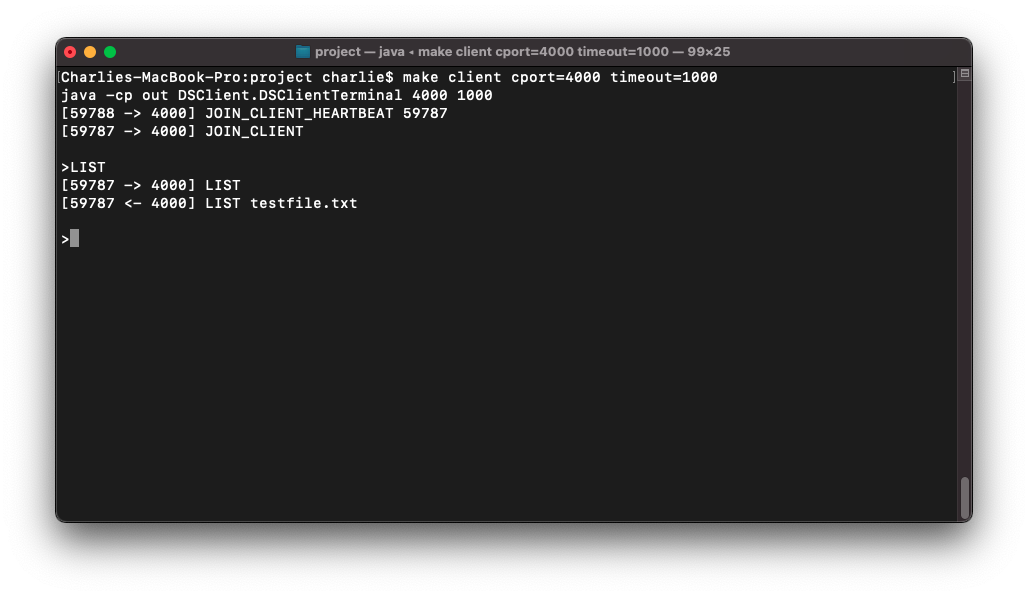 project — java ◂ make client cport=4000 timeout=1000 — 99×25
[Charlies-MacBook-Pro:project charlie$ make client cport=4000 timeout=1000 ]
java -cp out DSClient.DSClientTerminal 4000 1000
[59788 -> 4000] JOIN_CLIENT_HEARTBEAT 59787
[59787 -> 4000] JOIN_CLIENT
>LIST
[59787 -> 4000] LIST
[59787 <- 4000] LIST testfile.txt
>